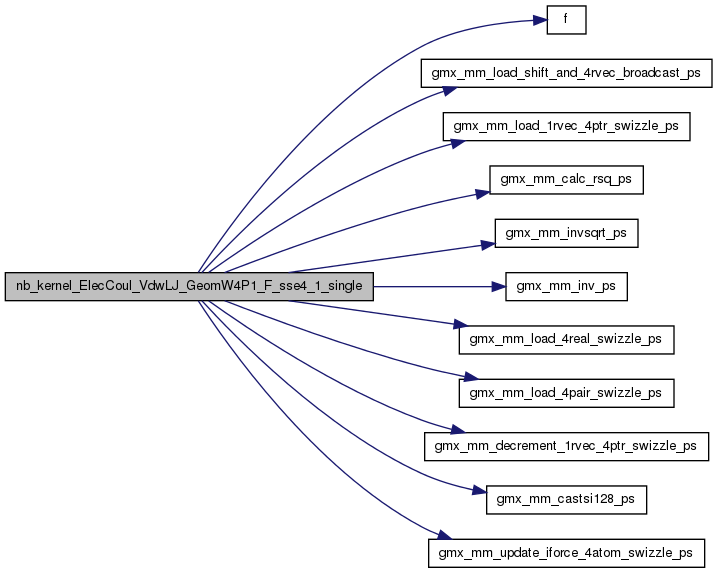 f
gmx_mm_load_shift_and_4rvec_broadcast_ps
gmx_mm_load_1rvec_4ptr_swizzle_ps
gmx_mm_calc_rsq_ps
gmx_mm_invsqrt_ps
nb_kernel_ElecCoul_VdwLJ_GeomW4P1_F_sse4_1_single
gmx_mm_inv_ps
gmx_mm_load_4real_swizzle_ps
gmx_mm_load_4pair_swizzle_ps
gmx_mm_decrement_1rvec_4ptr_swizzle_ps
gmx_mm_castsi128_ps
gmx_mm_update_iforce_4atom_swizzle_ps